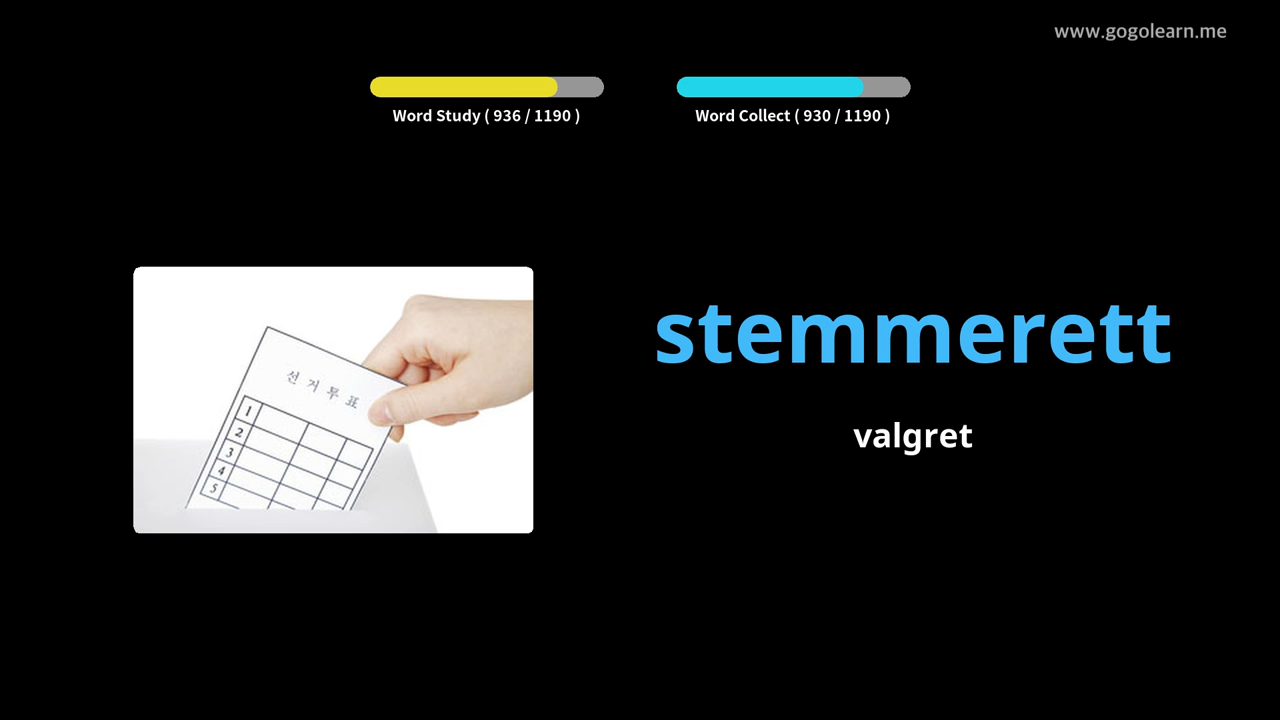 www.gogolearn.me
Word Study ( 936 / 1190 )
Word Collect ( 930 / 1190 )
stemmerett
valgret
선거투표
1
2
3
4
5